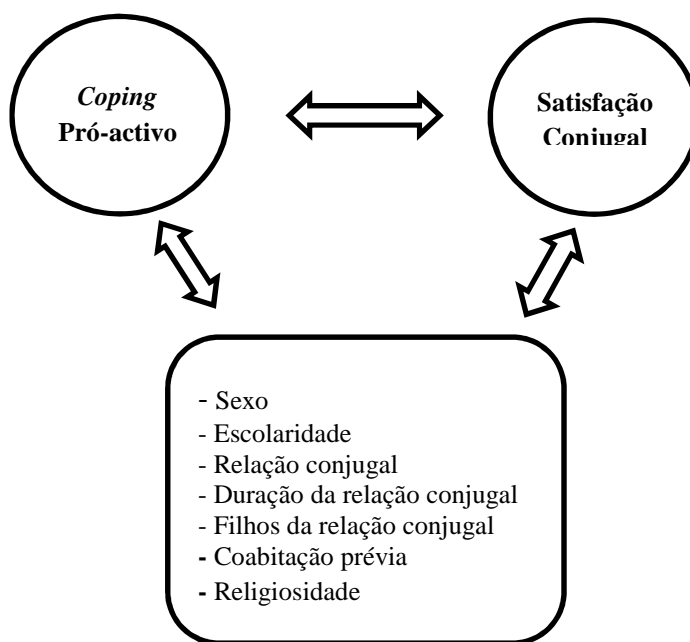 Coping
Pró-activo
Satisfação
Conjugal
- Sexo
- Escolaridade
- Relação conjugal
- Duração da relação conjugal
- Filhos da relação conjugal
- Coabitação prévia
- Religiosidade